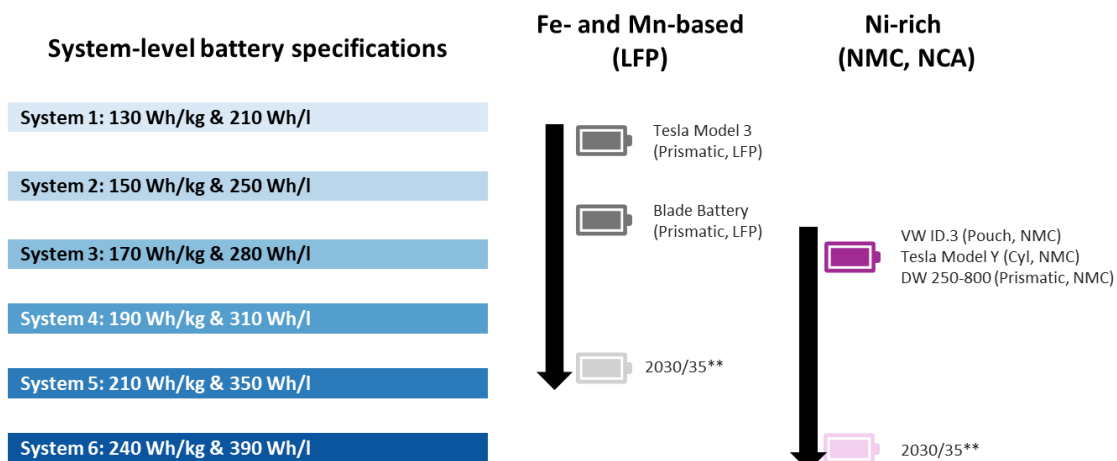 System-level battery specifications
Fe- and Mn-based
(LFP)
Ni-rich
(NMC, NCA)
System 1: 130 Wh/kg & 210 Wh/l
System 2: 150 Wh/kg & 250 Wh/l
System 3: 170 Wh/kg & 280 Wh/l
System 4: 190 Wh/kg & 310 Wh/l
System 5: 210 Wh/kg & 350 Wh/l
System 6: 240 Wh/kg & 390 Wh/l
Tesla Model 3
(Prismatic, LFP)
Blade Battery
(Prismatic, LFP)
2030/35**
VW ID.3 (Pouch, NMC)
Tesla Model Y (Cyl, NMC)
DW 250-800 (Prismatic, NMC)
2030/35**